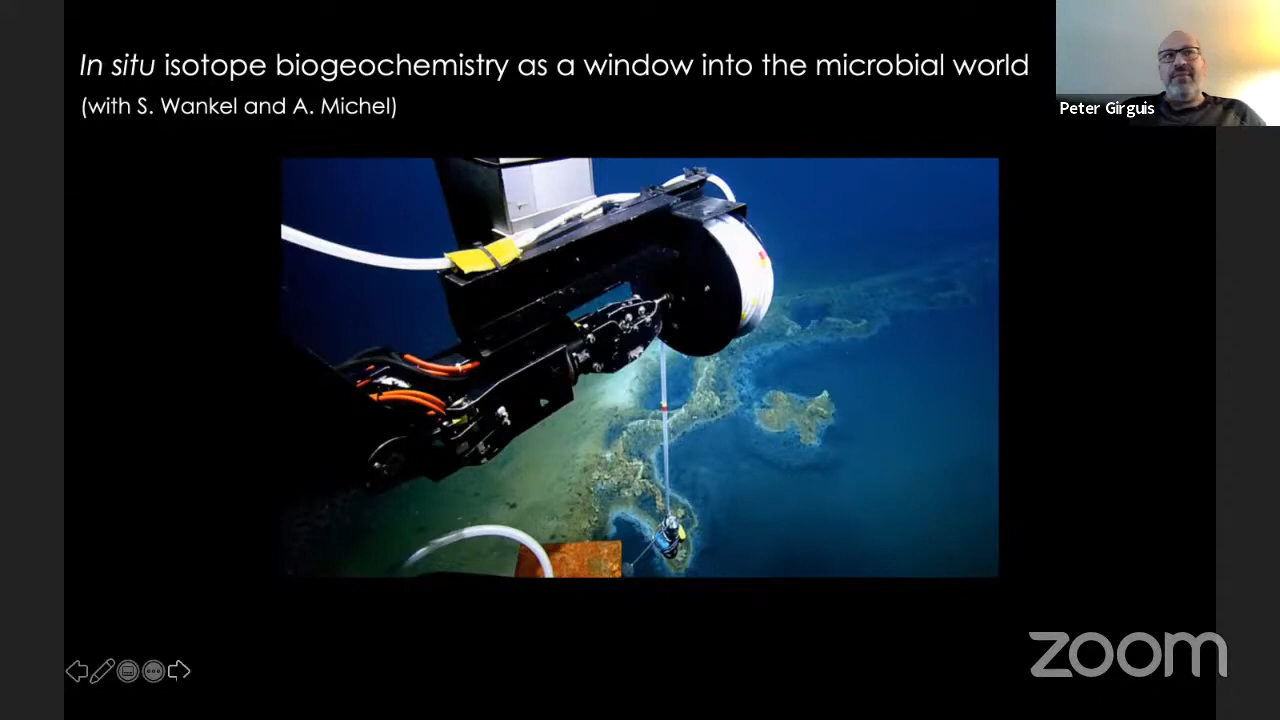 In situ isotope biogeochemistry as a window into the microbial world
(with S. Wankel and A. Michel)
Peter Girguis
zoom